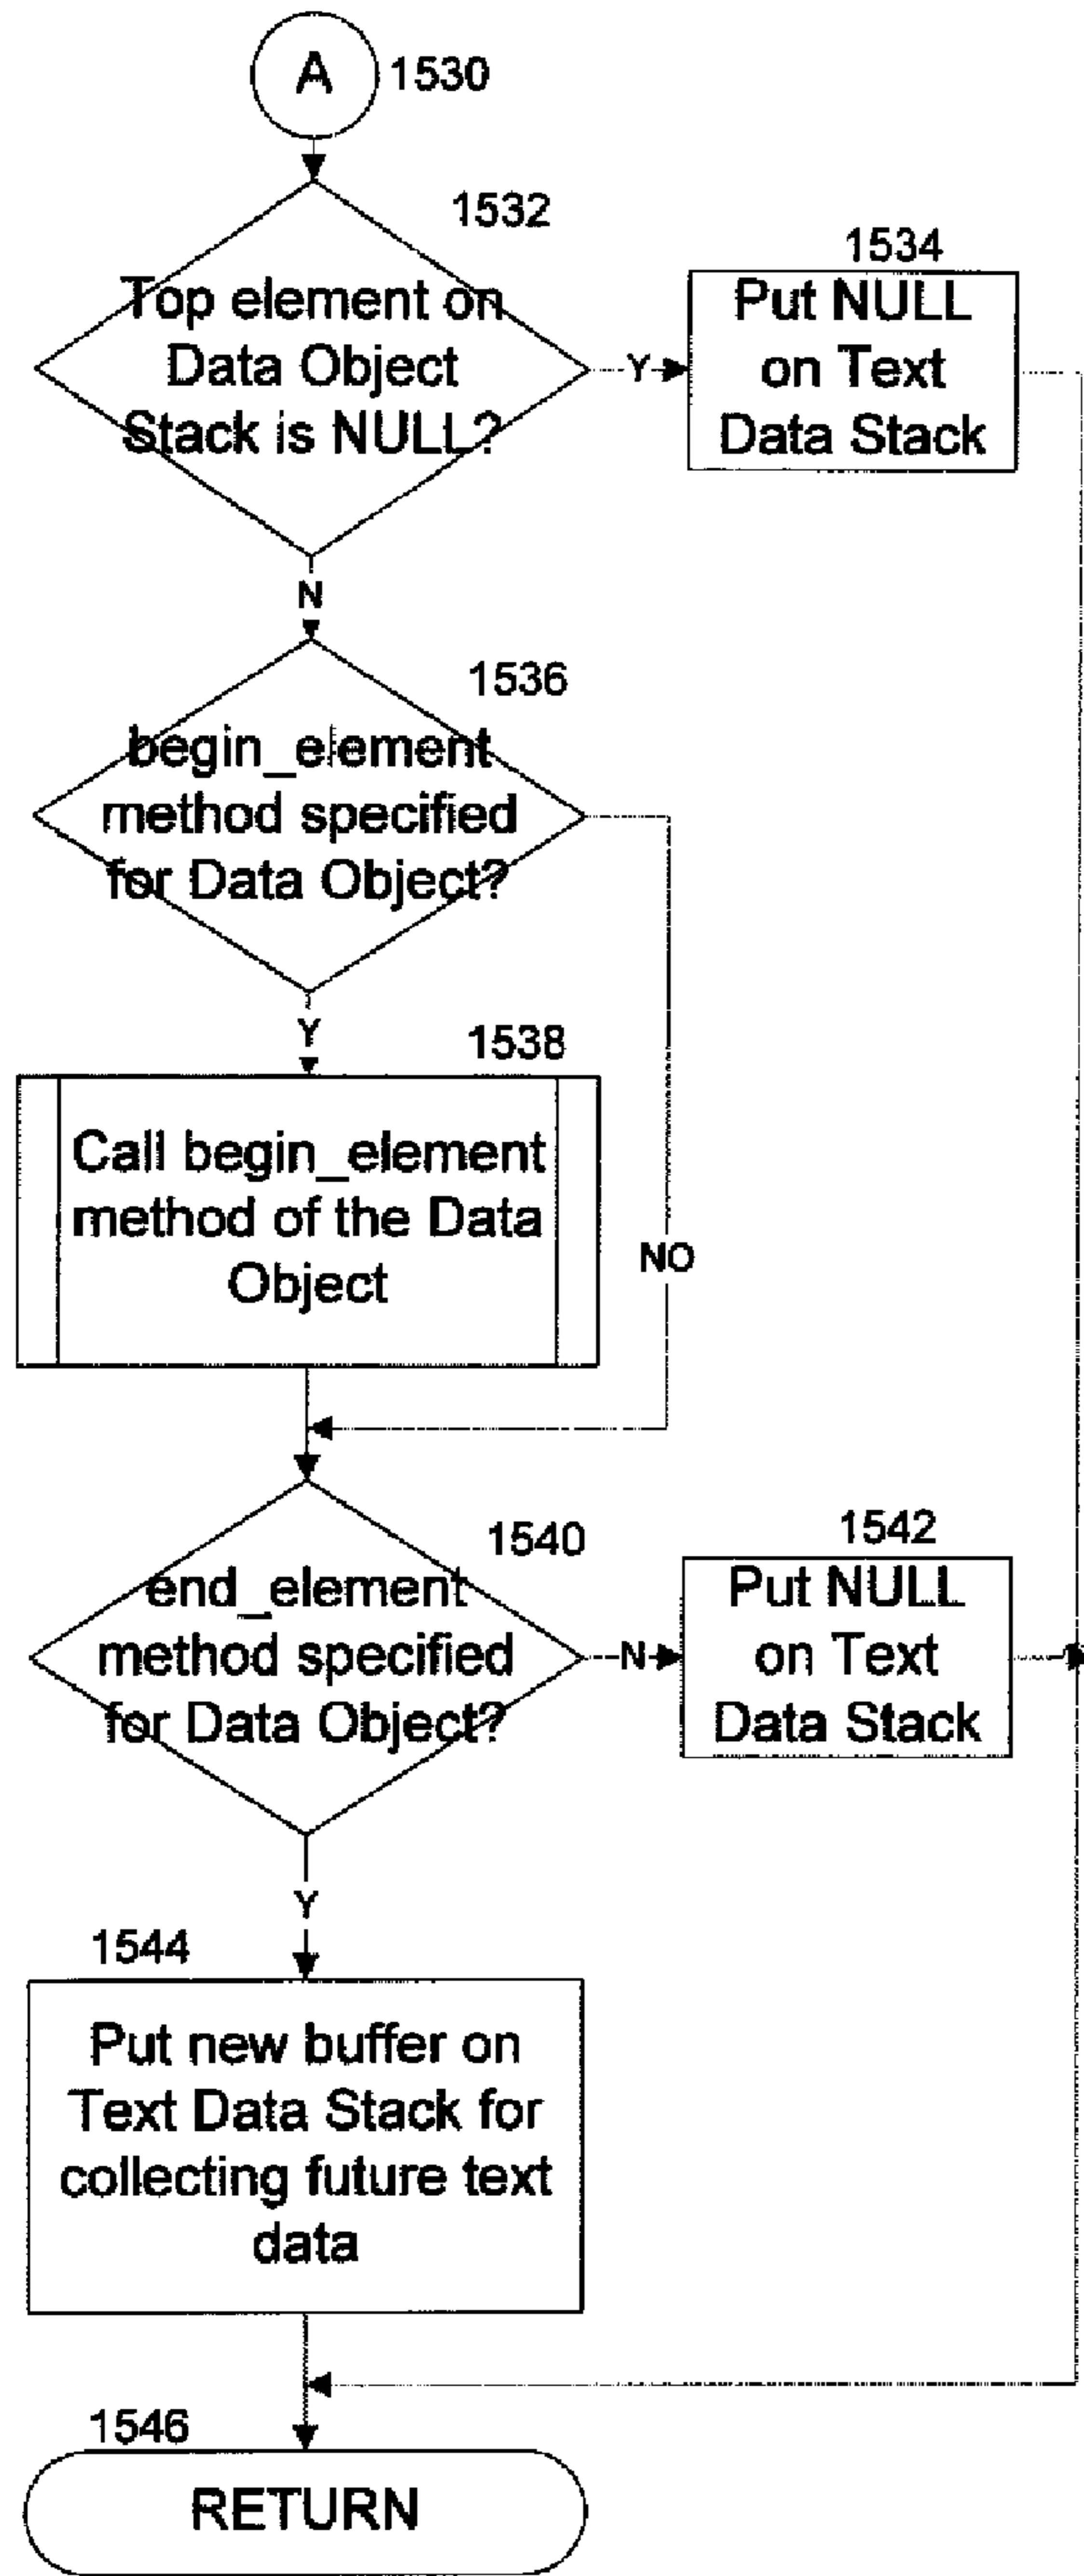 A
1530
1532
Top element on
Data Object
Stack is NULL?
Y
1534
Put NULL
on Text
Data Stack
N
1536
begin_element
method specified
for Data Object?
Y
NO
1538
Call begin_element
method of the Data
Object
1540
end_element
method specified
for Data Object?
N
1542
Put NULL
on Text
Data Stack
Y
1544
Put new buffer on
Text Data Stack for
collecting future text
data
1546
RETURN